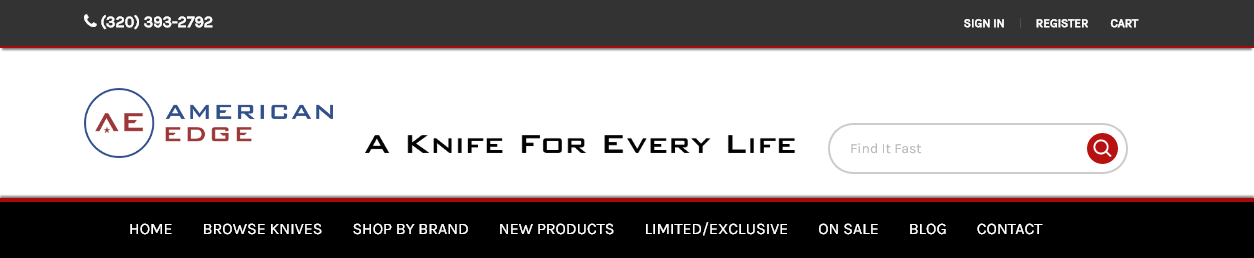 (320) 393-2792
SIGN IN | REGISTER CART
AE AMERICAN
EDGE
A KNIFE FOR EVERY LIFE
Find It Fast
HOME BROWSE KNIVES SHOP BY BRAND NEW PRODUCTS LIMITED/EXCLUSIVE ON SALE BLOG CONTACT